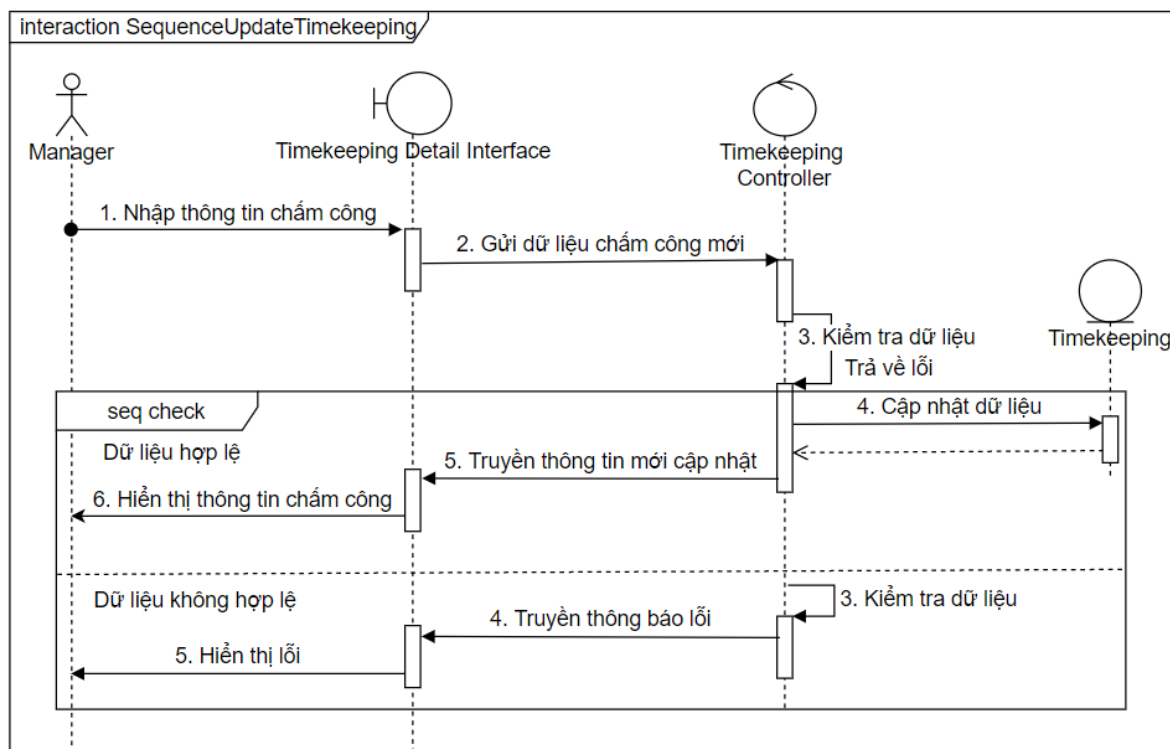 interaction SequenceUpdateTimekeeping
Manager
Timekeeping Detail Interface
Timekeeping
Controller
1. Nhập thông tin chấm công
2. Gửi dữ liệu chấm công mới
3. Kiểm tra dữ liệu
Trả về lỗi
Timekeeping
seq check
4. Cập nhật dữ liệu
Dữ liệu hợp lệ
5. Truyền thông tin mới cập nhật
6. Hiển thị thông tin chấm công
Dữ liệu không hợp lệ
3. Kiểm tra dữ liệu
4. Truyền thông báo lỗi
5. Hiển thị lỗi